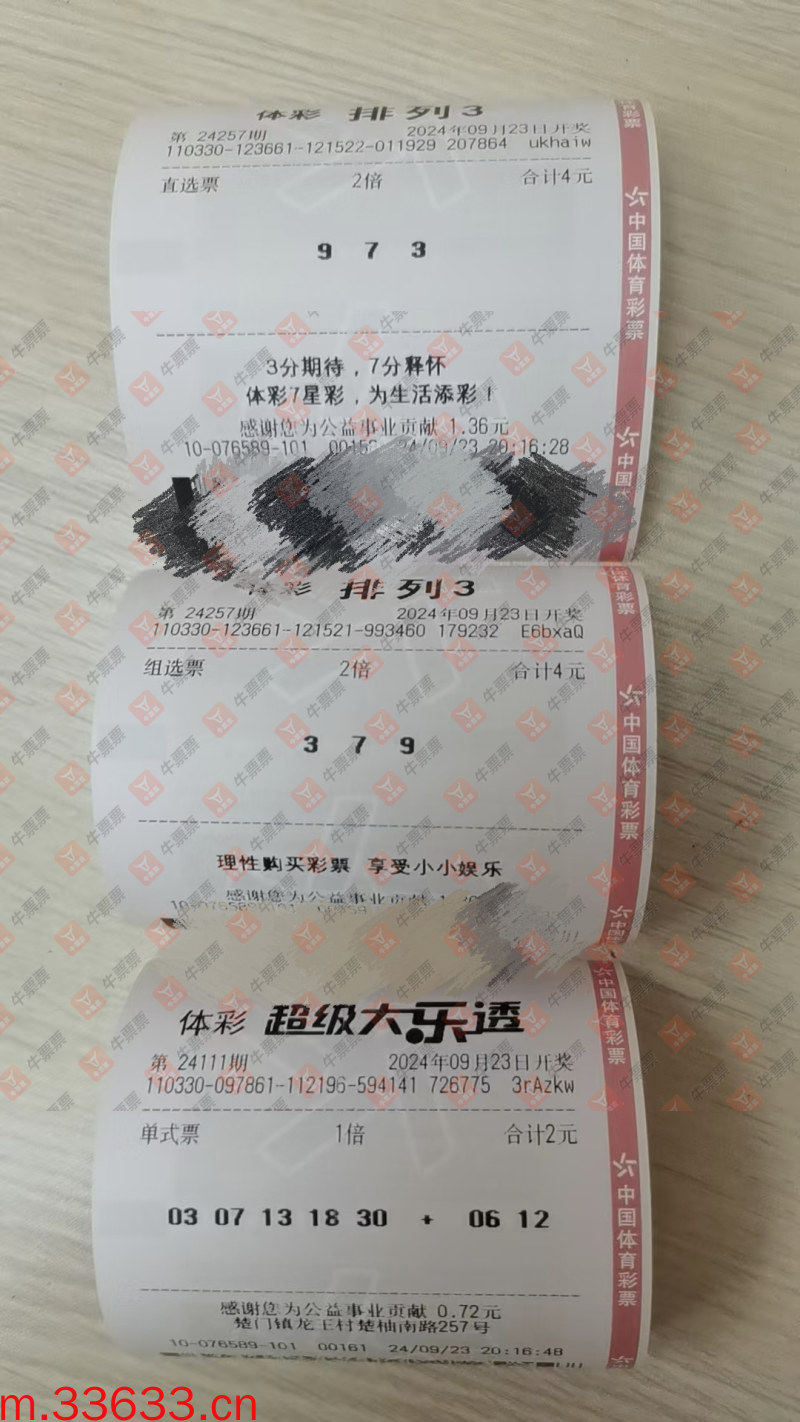 体彩 排列3
第 24257期 2024年09月23日开奖
110330-123661-121522-011929 207864 ukhaiw
直选票 2倍 合计4元
9 7 3
3分期待，7分释怀
体彩7星彩，为生活添彩！
感谢您为公益事业贡献 1.36元
10-076589-101 24/09/23 20:16:28
体彩 排列3
第 24257期 2024年09月23日开奖
110330-123661-121521-993460 179232 E6bxaQ
组选票 2倍 合计4元
3 7 9
理性购买彩票 享受小小娱乐
感谢您为公益事业贡献
体彩 超级大乐透
第 24111期 2024年09月23日开奖
110330-097861-112196-594141 726775 3rAzkw
单式票 1倍 合计2元
03 07 13 18 30 + 06 12
感谢您为公益事业贡献 0.72元
楚门镇龙王村楚柚南路257号
10-076589-101 00161 24/09/23 20:16:48
中国体育彩票
中国体育彩票
中国体育彩票
中国体育彩票
牛票票
m.33633.cn